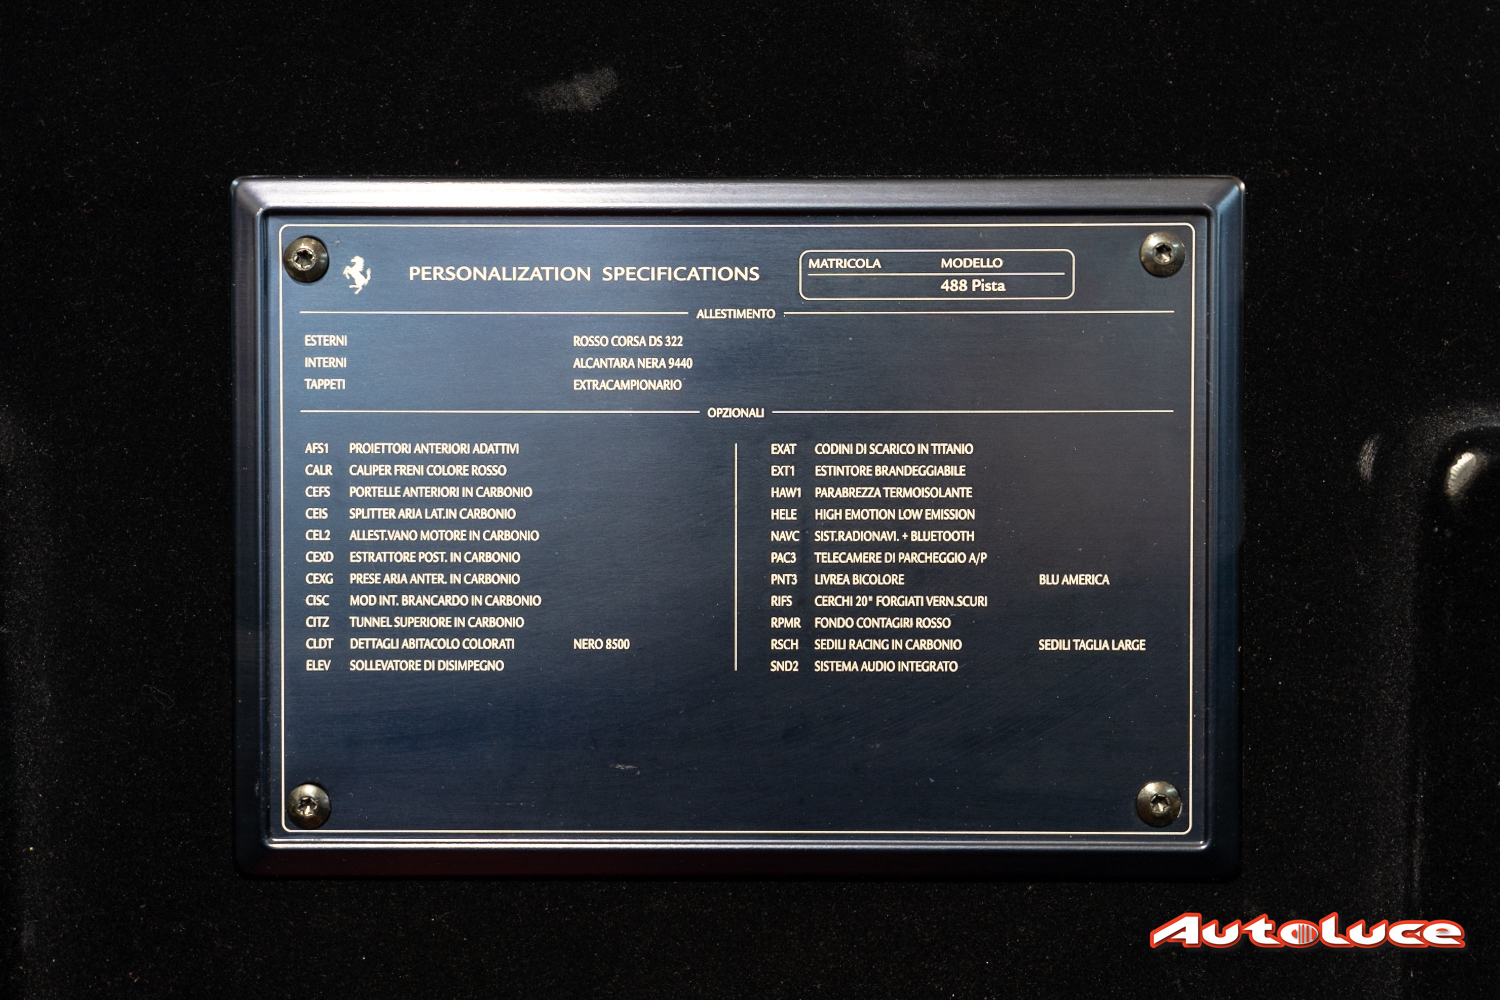 PERSONALIZATION SPECIFICATIONS
MATRICOLA MODELLO
488 Pista
ALLESTIMENTO
ESTERNI ROSSO CORSA DS 322
INTERNI ALCANTARA NERA 9440
TAPPETI EXTRACAMPIONARIO
OPZIONALI
AFS1 PROIETTORI ANTERIORI ADATTIVI
CALR CALIPER FRENI COLORE ROSSO
CEFS PORTELLE ANTERIORI IN CARBONIO
CEIS SPLITTER ARIA LAT.IN CARBONIO
CEL2 ALLEST.VANO MOTORE IN CARBONIO
CEXD ESTRATTORE POST. IN CARBONIO
CEXG PRESE ARIA ANTER. IN CARBONIO
CISC MOD INT. BRANCARDO IN CARBONIO
CITZ TUNNEL SUPERIORE IN CARBONIO
CLDT DETTAGLI ABITACOLO COLORATI NERO 8500
ELEV SOLLEVATORE DI DISIMPEGNO
EXAT CODINI DI SCARICO IN TITANIO
EXT1 ESTINTORE BRANDEGGIABILE
HAW1 PARABREZZA TERMOISOLANTE
HELE HIGH EMOTION LOW EMISSION
NAVC SIST.RADIONAVI. + BLUETOOTH
PAC3 TELECAMERE DI PARCHEGGIO A/P
PNT3 LIVREA BICOLORE BLU AMERICA
RIFS CERCHI 20" FORGIATI VERN.SCURI
RPMR FONDO CONTAGIRI ROSSO
RSCH SEDILI RACING IN CARBONIO SEDILI TAGLIA LARGE
SND2 SISTEMA AUDIO INTEGRATO
Autoluce